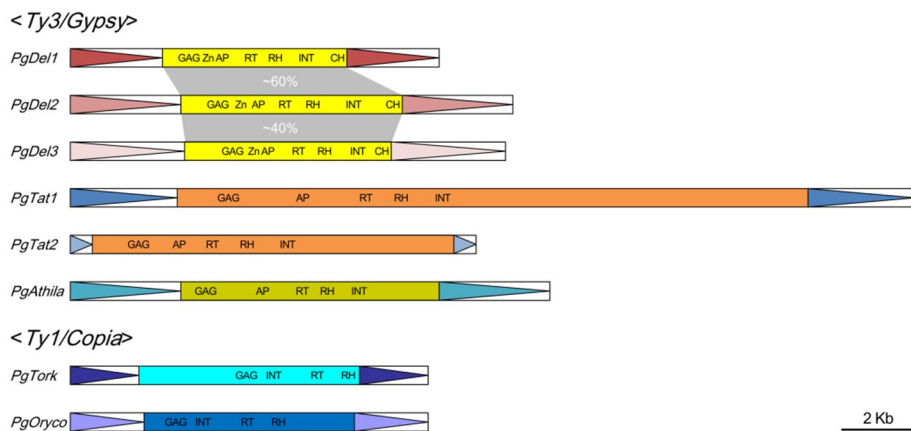 <Ty3/Gypsy>
PgDel1 GAG Zn AP RT RH INT CH
~60%
PgDel2 GAG Zn AP RT RH INT CH
~40%
PgDel3 GAG Zn AP RT RH INT CH
PgTat1 GAG AP RT RH INT
PgTat2 GAG AP RT RH INT
PgAthila GAG AP RT RH INT
<Ty1/Copia>
PgTork GAG INT RT RH
PgOryco GAG INT RT RH
2 Kb